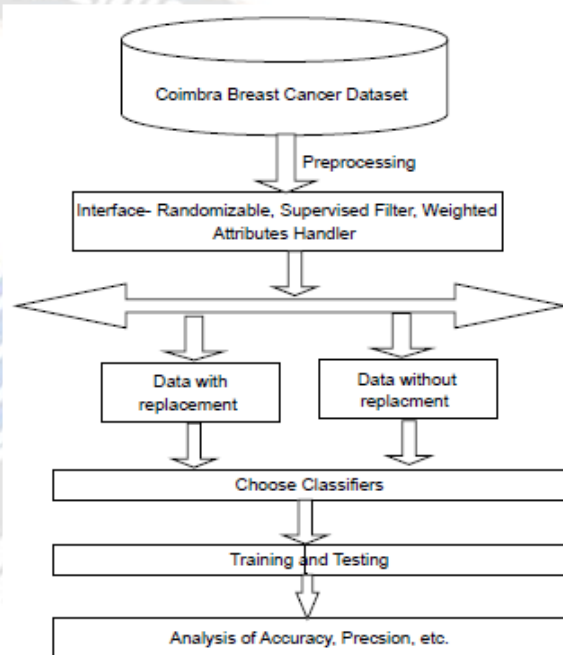 Coimbra Breast Cancer Dataset
Preprocessing
Interface- Randomizable, Supervised Filter, Weighted
Attributes Handler
Data with
replacement
Data without
replacment
Choose Classifiers
Training and Testing
Analysis of Accuracy, Precsion, etc.